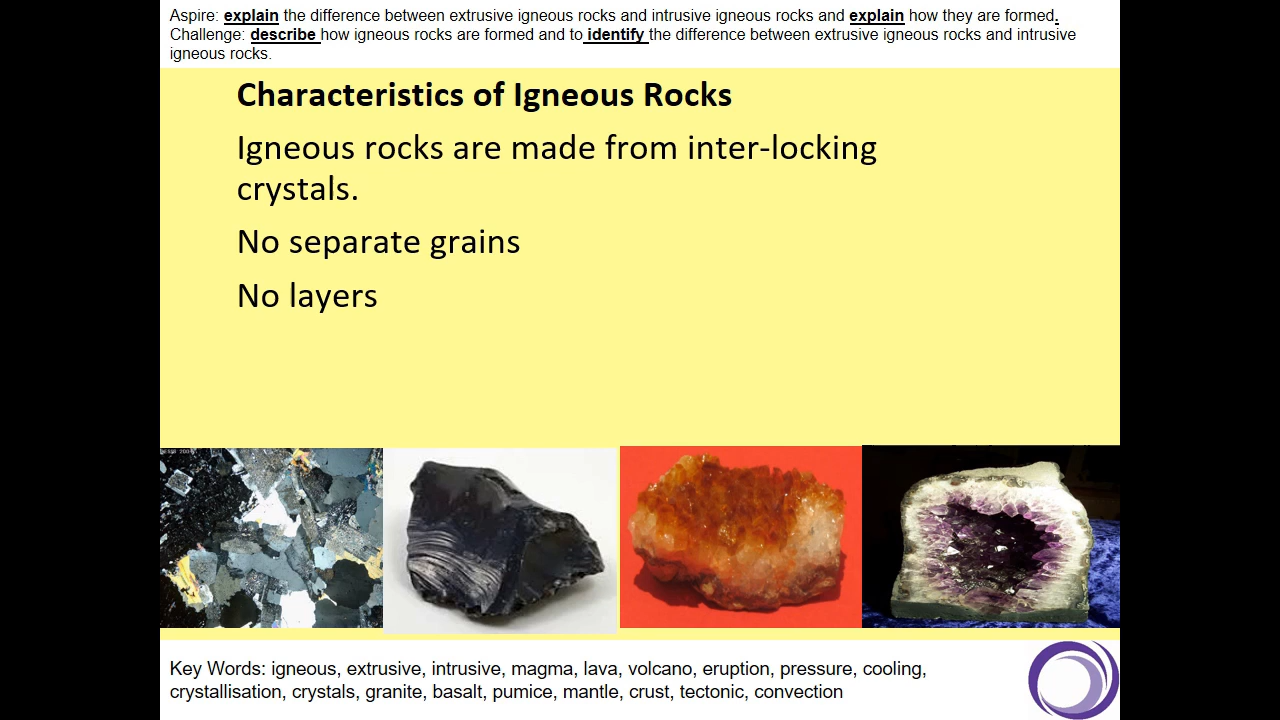 Aspire: explain the difference between extrusive igneous rocks and intrusive igneous rocks and explain how they are formed.
Challenge: describe how igneous rocks are formed and to identify the difference between extrusive igneous rocks and intrusive
igneous rocks.
Characteristics of Igneous Rocks
Igneous rocks are made from inter-locking
crystals.
No separate grains
No layers
Key Words: igneous, extrusive, intrusive, magma, lava, volcano, eruption, pressure, cooling,
crystallisation, crystals, granite, basalt, pumice, mantle, crust, tectonic, convection